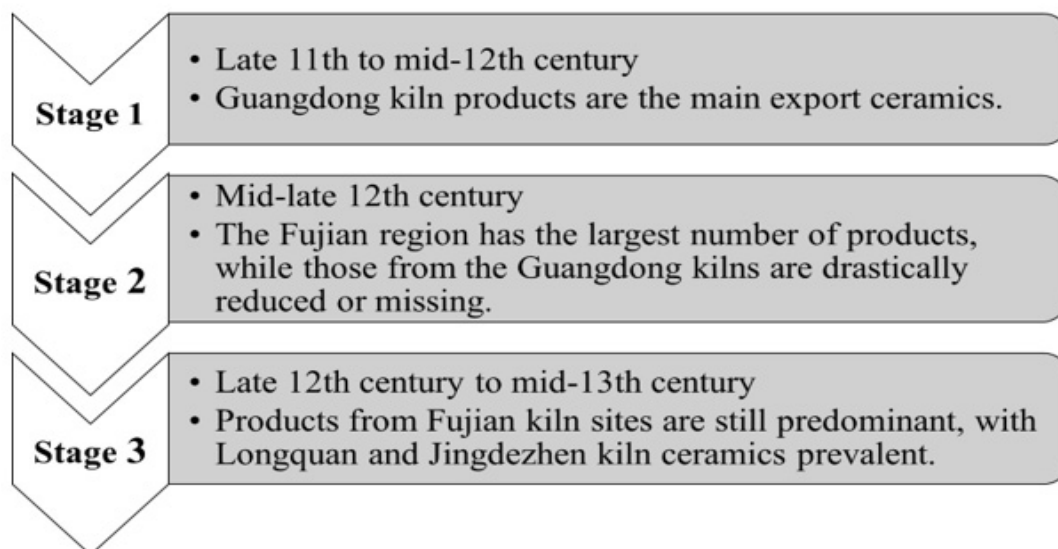 Stage 1
• Late 11th to mid-12th century
• Guangdong kiln products are the main export ceramics.
Stage 2
• Mid-late 12th century
• The Fujian region has the largest number of products,
while those from the Guangdong kilns are drastically
reduced or missing.
Stage 3
• Late 12th century to mid-13th century
• Products from Fujian kiln sites are still predominant, with
Longquan and Jingdezhen kiln ceramics prevalent.